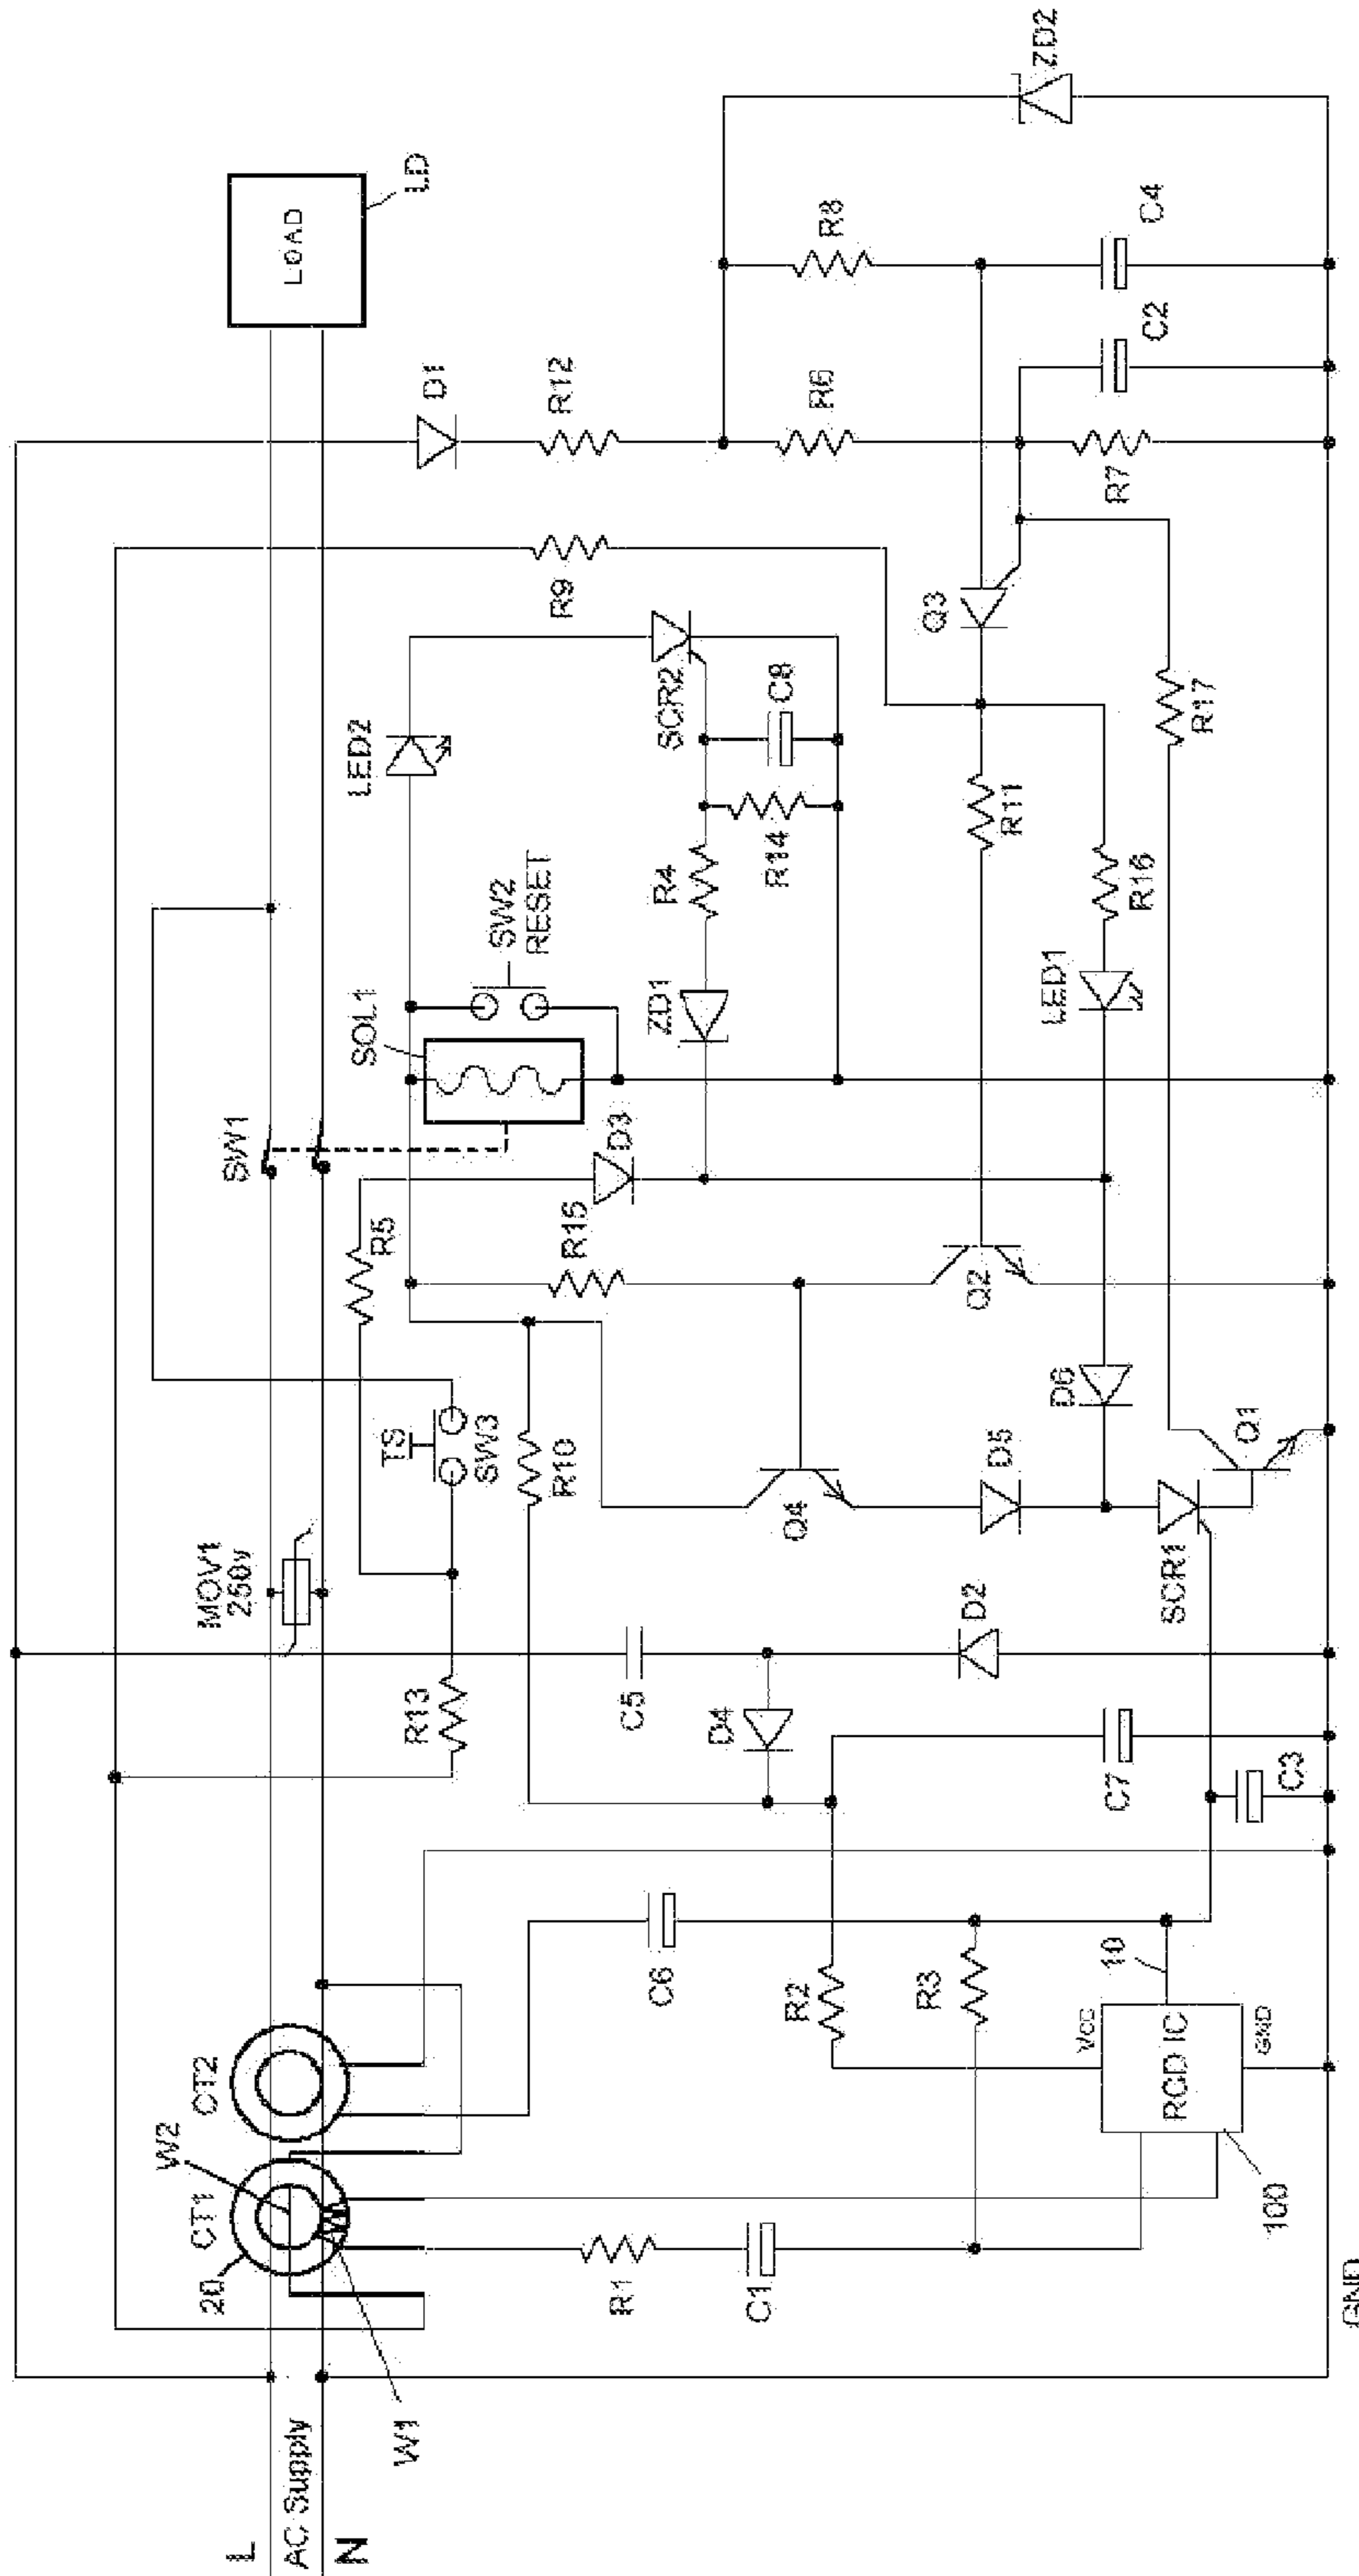 L
AC Supply
N
W1
20
CT1
W2
CT2
MOV1
250v
SW1
LOAD
LD
R13
TS
SW3
R5
SOL1
SW2
RESET
LED2
D1
R12
R9
R10
R15
D3
ZD1
R4
R14
SCR2
C8
R6
R8
ZD2
R1
C1
C6
C5
D4
D2
Q4
Q2
R11
Q3
R2
R3
C7
D5
D6
LED1
R16
R17
R7
C2
C4
Vcc
RCD IC
GND
10
100
C3
SCR1
Q1
GND